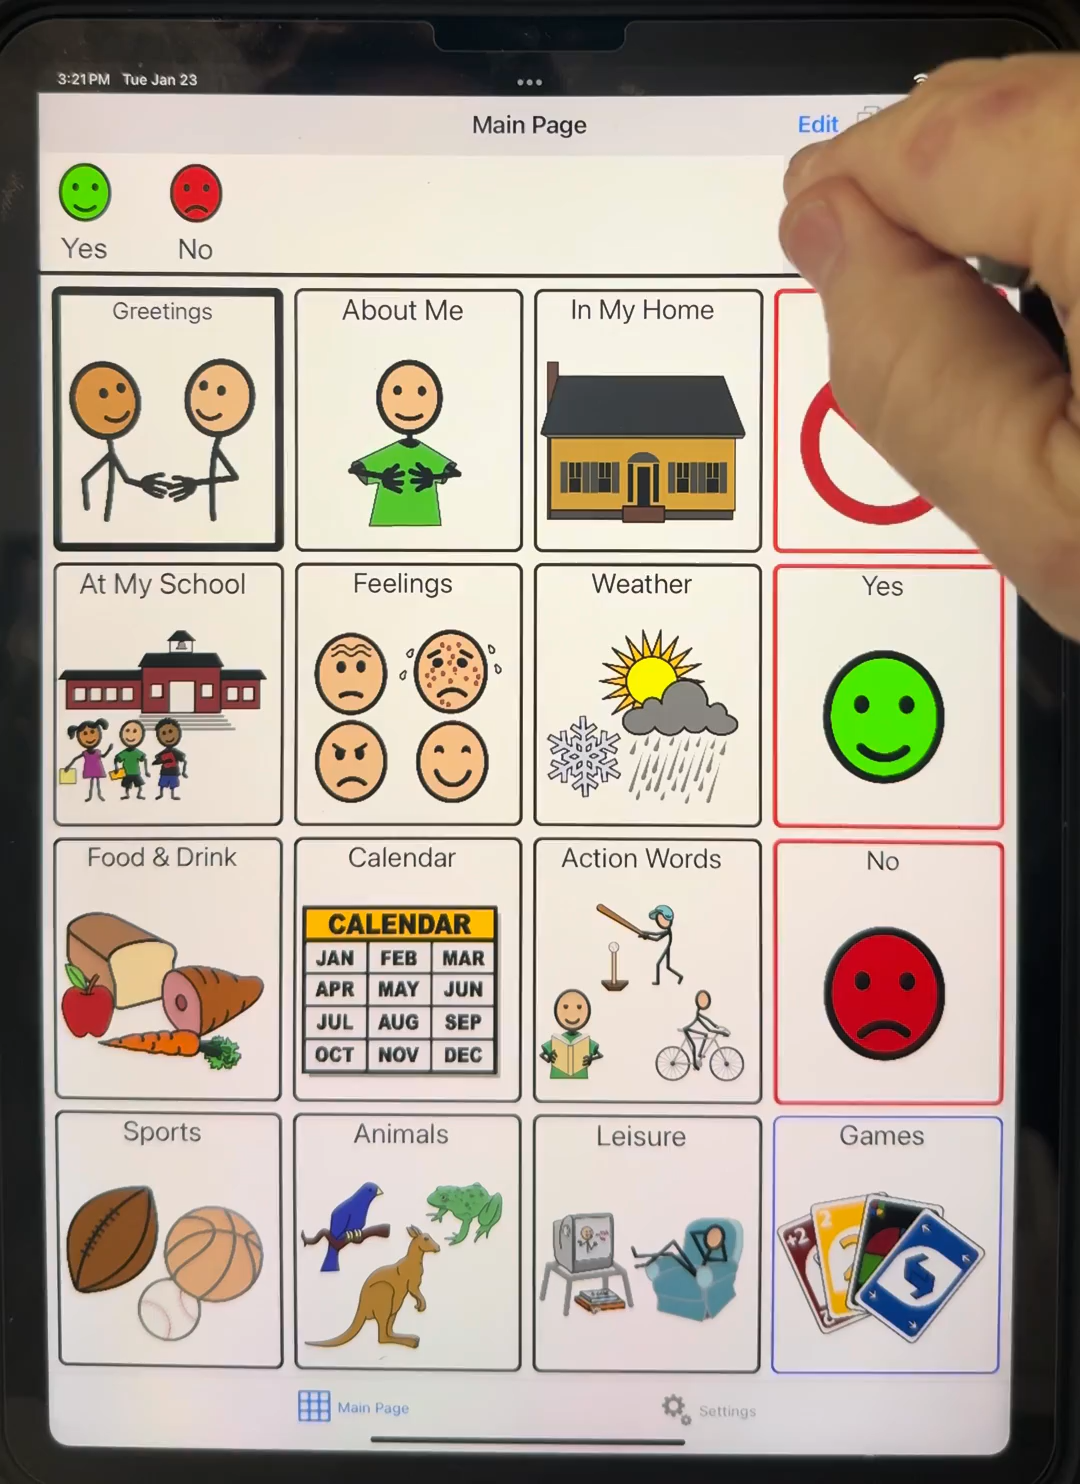 3:21 PM Tue Jan 23
Main Page
Edit
Yes
No
Greetings
About Me
In My Home
At My School
Feelings
Weather
Yes
Food & Drink
Calendar
Action Words
No
CALENDAR
JAN FEB MAR
APR MAY JUN
JUL AUG SEP
OCT NOV DEC
Sports
Animals
Leisure
Games
+2
2
Main Page
Settings